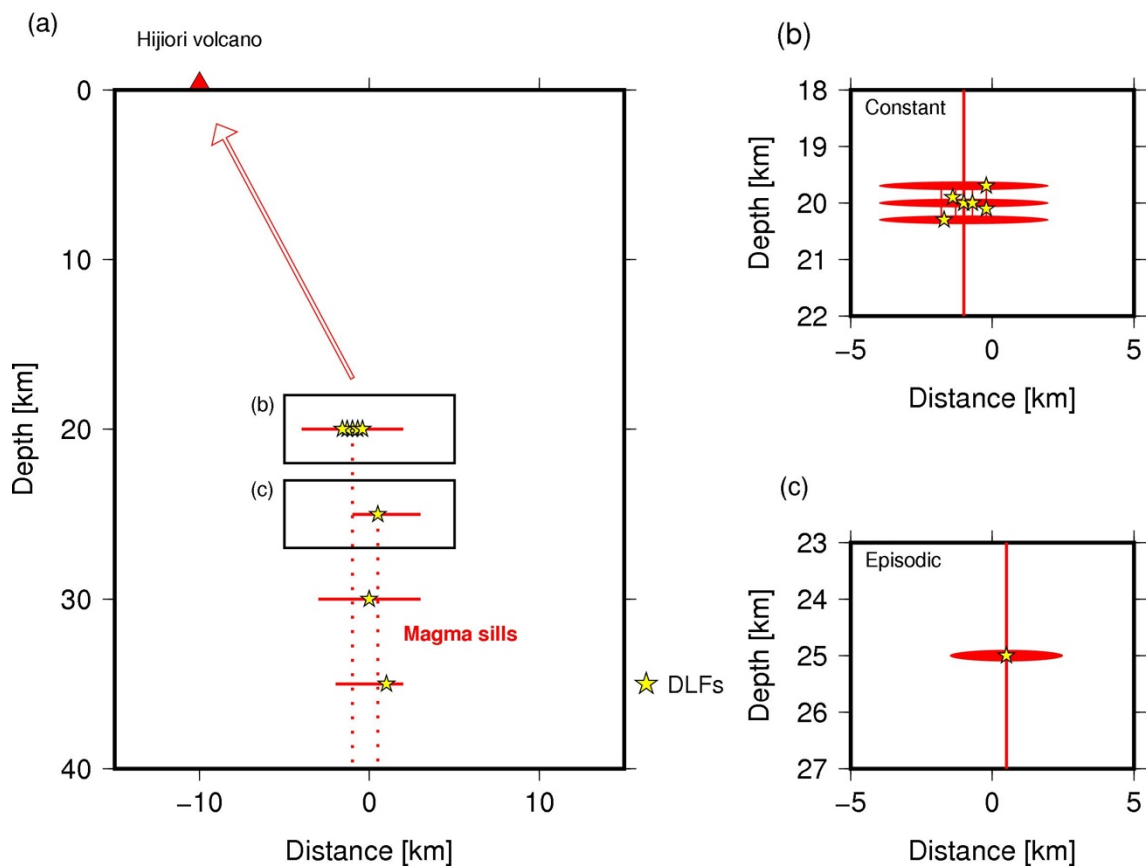 (a)
Hijiori volcano
0
10
20
30
40
Depth [km]
(b)
(c)
Magma sills
DLFs
−10
0
10
Distance [km]
(b)
Constant
18
19
20
21
22
Depth [km]
−5
0
5
Distance [km]
(c)
Episodic
23
24
25
26
27
Depth [km]
−5
0
5
Distance [km]